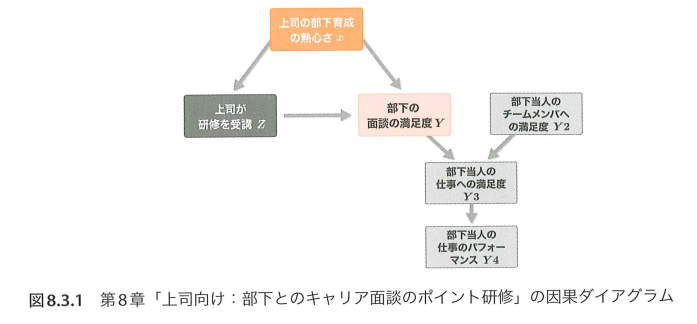 上司の部下育成
の熱心さ x
上司が
研修を受講 Z
部下の
面談の満足度 Y
部下当人の
チームメンバへ
の満足度 Y2
部下当人の
仕事への満足度
Y3
部下当人の
仕事のパフォー
マンス Y4
図8.3.1 第8章「上司向け：部下とのキャリア面談のポイント研修」の因果ダイアグラム